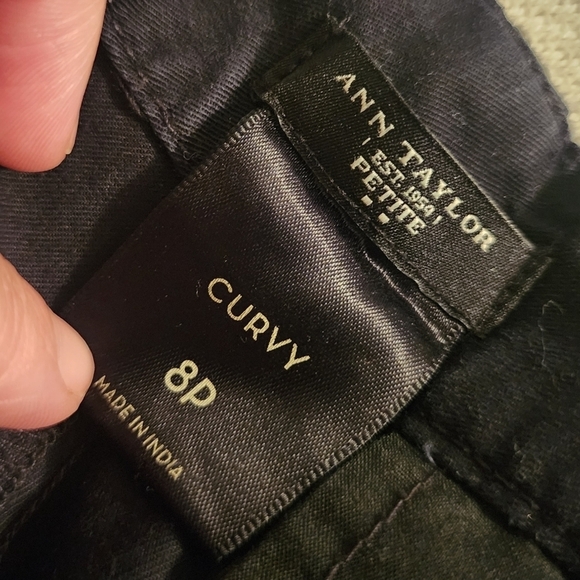 ANN TAYLOR
EST. 1954
PETITE
CURVY
8P
MADE IN INDIA